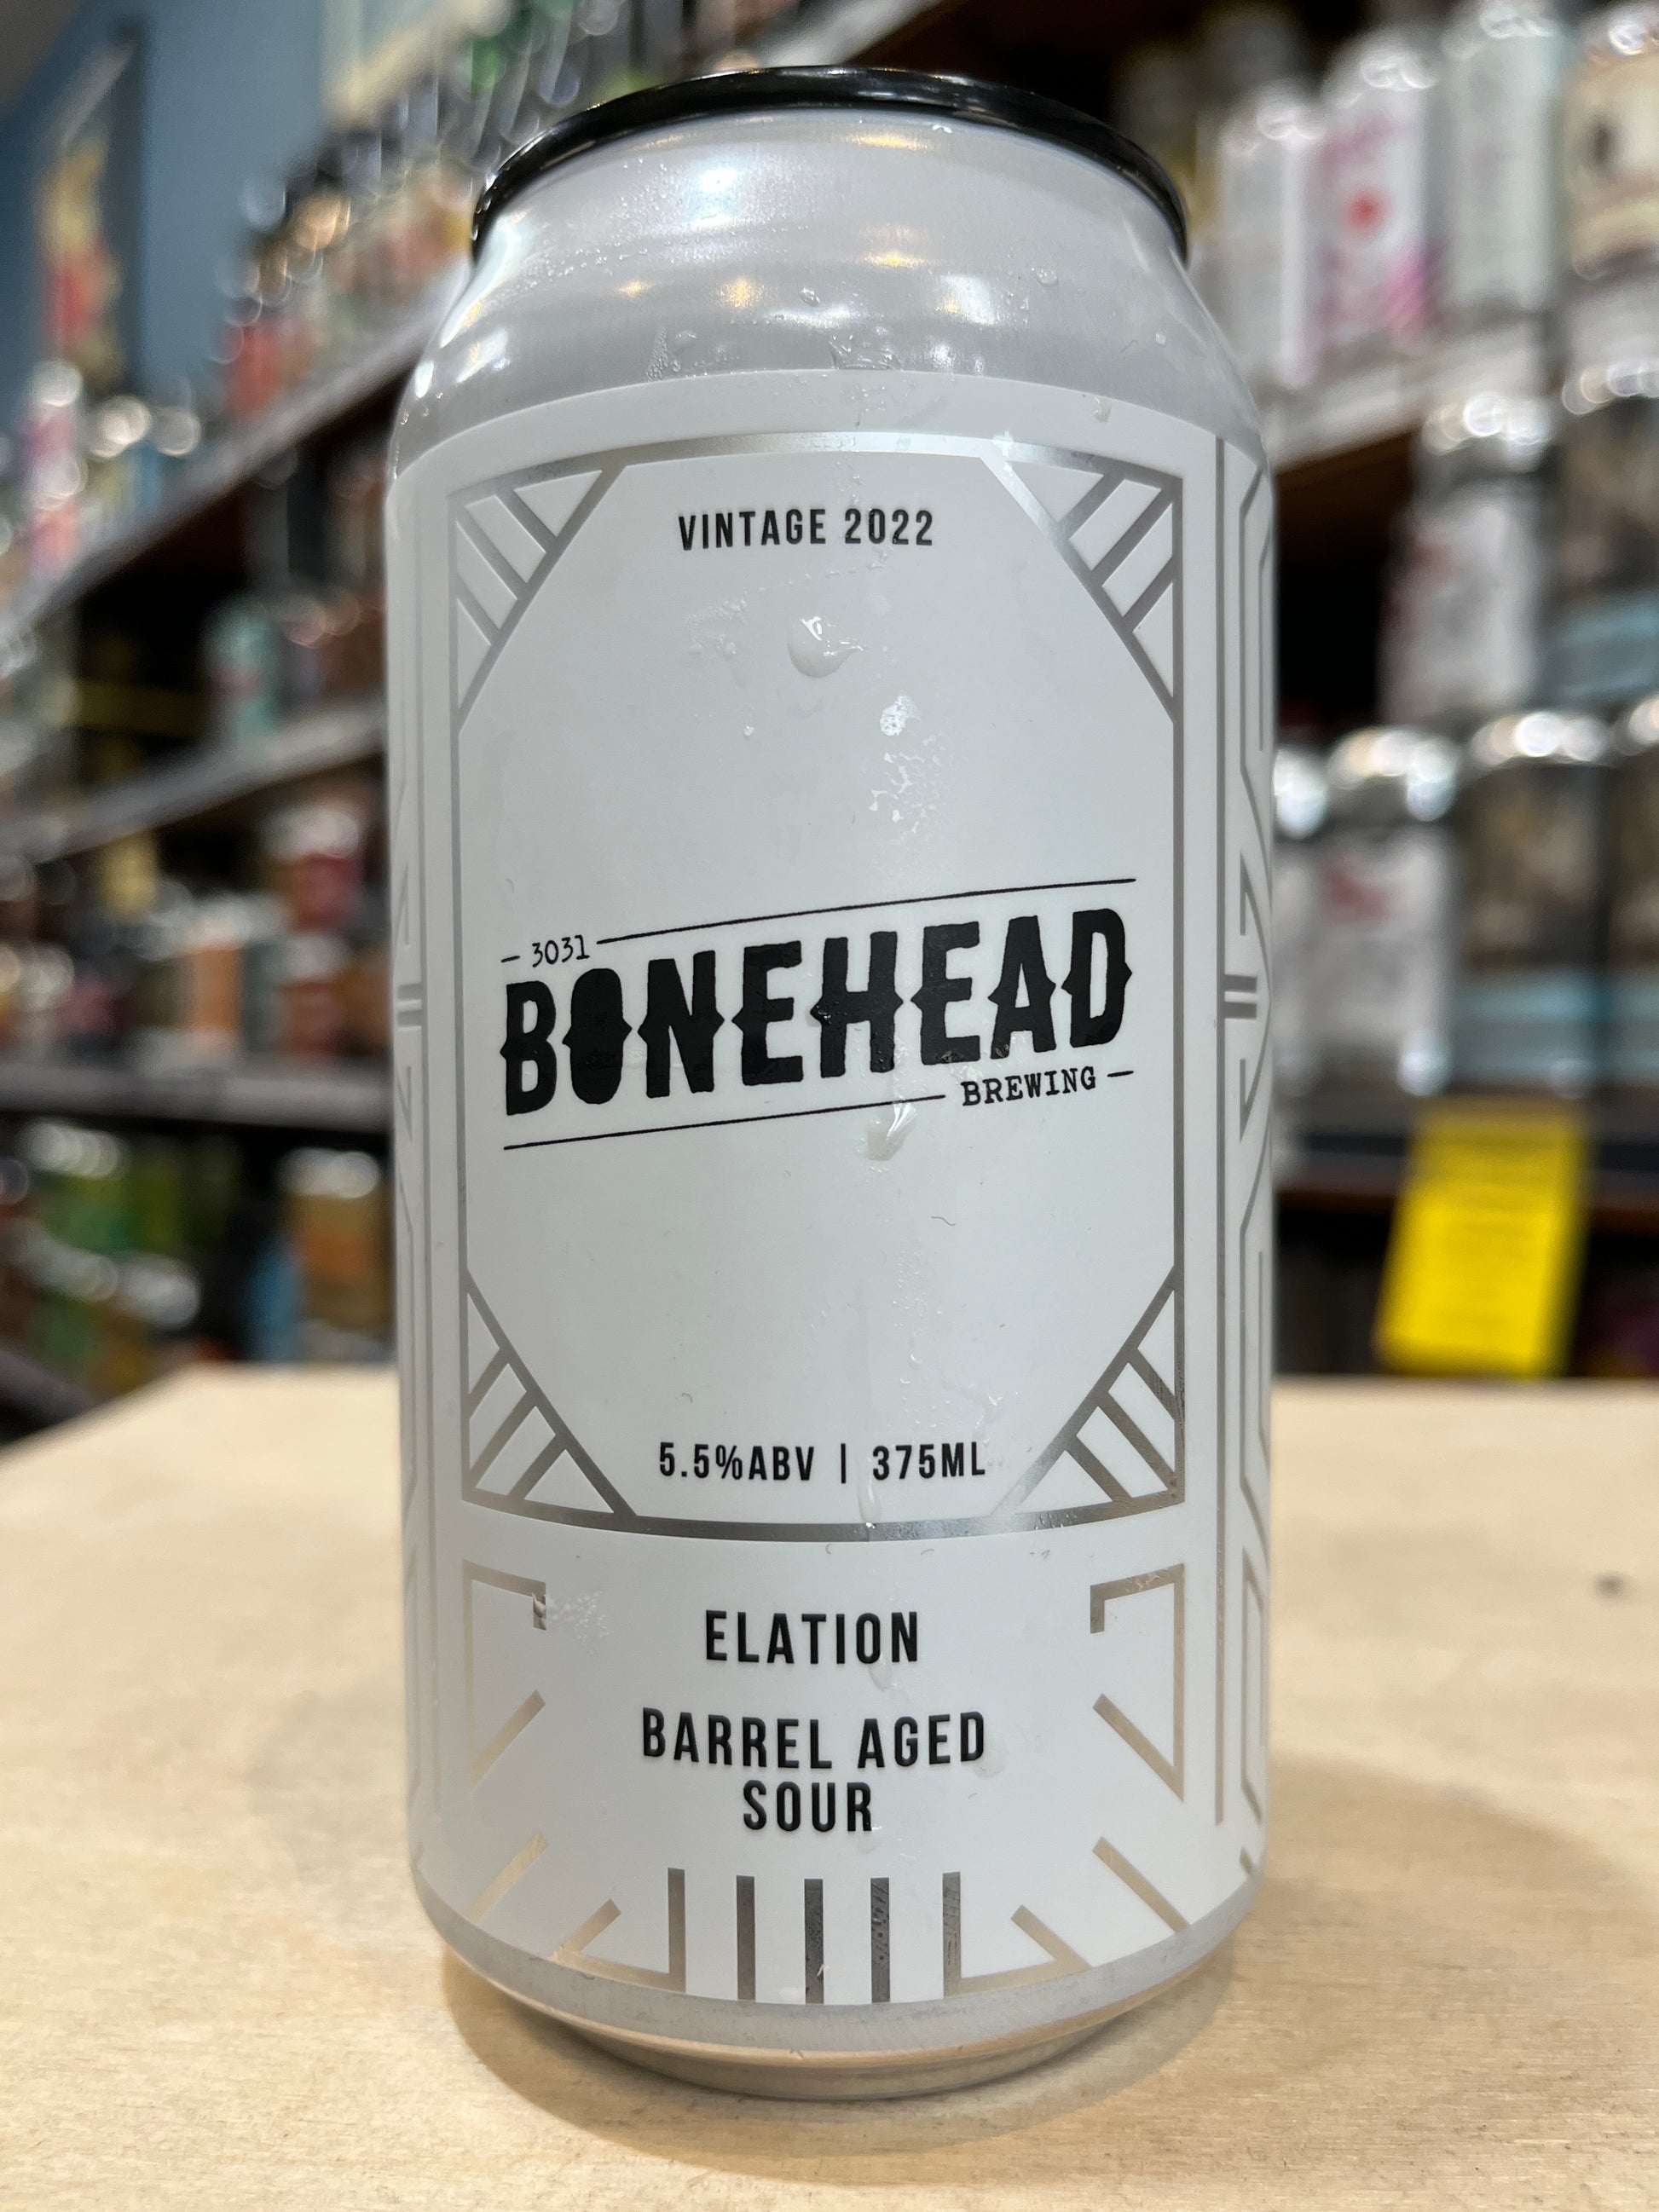 VINTAGE 2022
3031
BONEHEAD
BREWING
5.5%ABV | 375ML
ELATION
BARREL AGED
SOUR